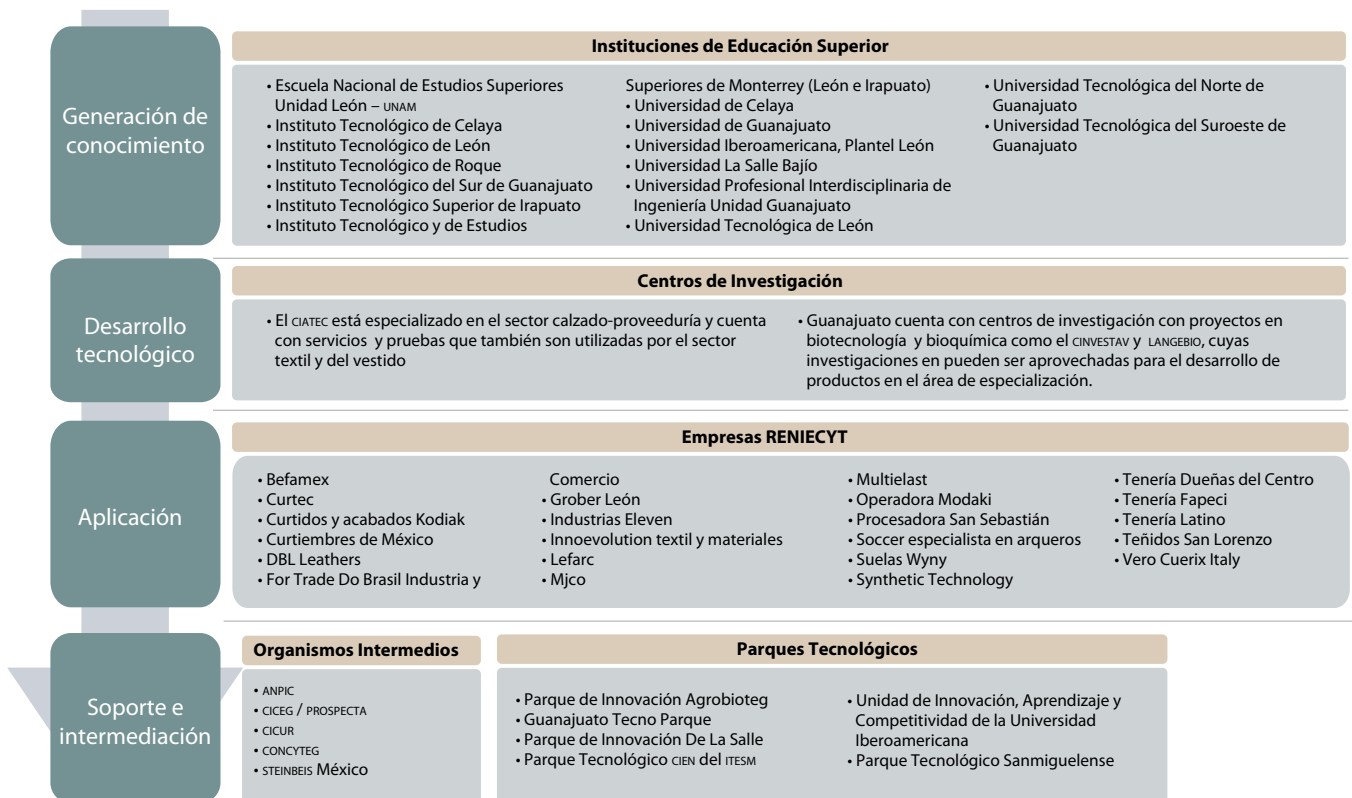 Generación de
conocimiento
Instituciones de Educación Superior
• Escuela Nacional de Estudios Superiores
Unidad León – UNAM
• Instituto Tecnológico de Celaya
• Instituto Tecnológico de León
• Instituto Tecnológico de Roque
• Instituto Tecnológico del Sur de Guanajuato
• Instituto Tecnológico Superior de Irapuato
• Instituto Tecnológico y de Estudios
Superiores de Monterrey (León e Irapuato)
• Universidad de Celaya
• Universidad de Guanajuato
• Universidad Iberoamericana, Plantel León
• Universidad La Salle Bajío
• Universidad Profesional Interdisciplinaria de
Ingeniería Unidad Guanajuato
• Universidad Tecnológica de León
• Universidad Tecnológica del Norte de
Guanajuato
• Universidad Tecnológica del Suroeste de
Guanajuato
Desarrollo
tecnológico
Centros de Investigación
• El CIATEC está especializado en el sector calzado-proveeduría y cuenta
con servicios y pruebas que también son utilizadas por el sector
textil y del vestido
• Guanajuato cuenta con centros de investigación con proyectos en
biotecnología y bioquímica como el CINVESTAV y LANGEBIO, cuyas
investigaciones en pueden ser aprovechadas para el desarrollo de
productos en el área de especialización.
Aplicación
Empresas RENIECYT
• Befamex
• Curtec
• Curtidos y acabados Kodiak
• Curtiembres de México
• DBL Leathers
• For Trade Do Brasil Industria y
Comercio
• Grober León
• Industrias Eleven
• Innoevolution textil y materiales
• Lefarc
• Mjco
• Multielast
• Operadora Modaki
• Procesadora San Sebastián
• Soccer especialista en arqueros
• Suelas Wyny
• Synthetic Technology
• Tenería Dueñas del Centro
• Tenería Fapeci
• Tenería Latino
• Teñidos San Lorenzo
• Vero Cuerix Italy
Soporte e
intermediación
Organismos Intermedios
• ANPIC
• CICEG / PROSPECTA
• CICUR
• CONCYTEG
• STEINBEIS México
Parques Tecnológicos
• Parque de Innovación Agrobioteg
• Guanajuato Tecno Parque
• Parque de Innovación De La Salle
• Parque Tecnológico CIEN del ITESM
• Unidad de Innovación, Aprendizaje y
Competitividad de la Universidad
Iberoamericana
• Parque Tecnológico Sanmiguelense